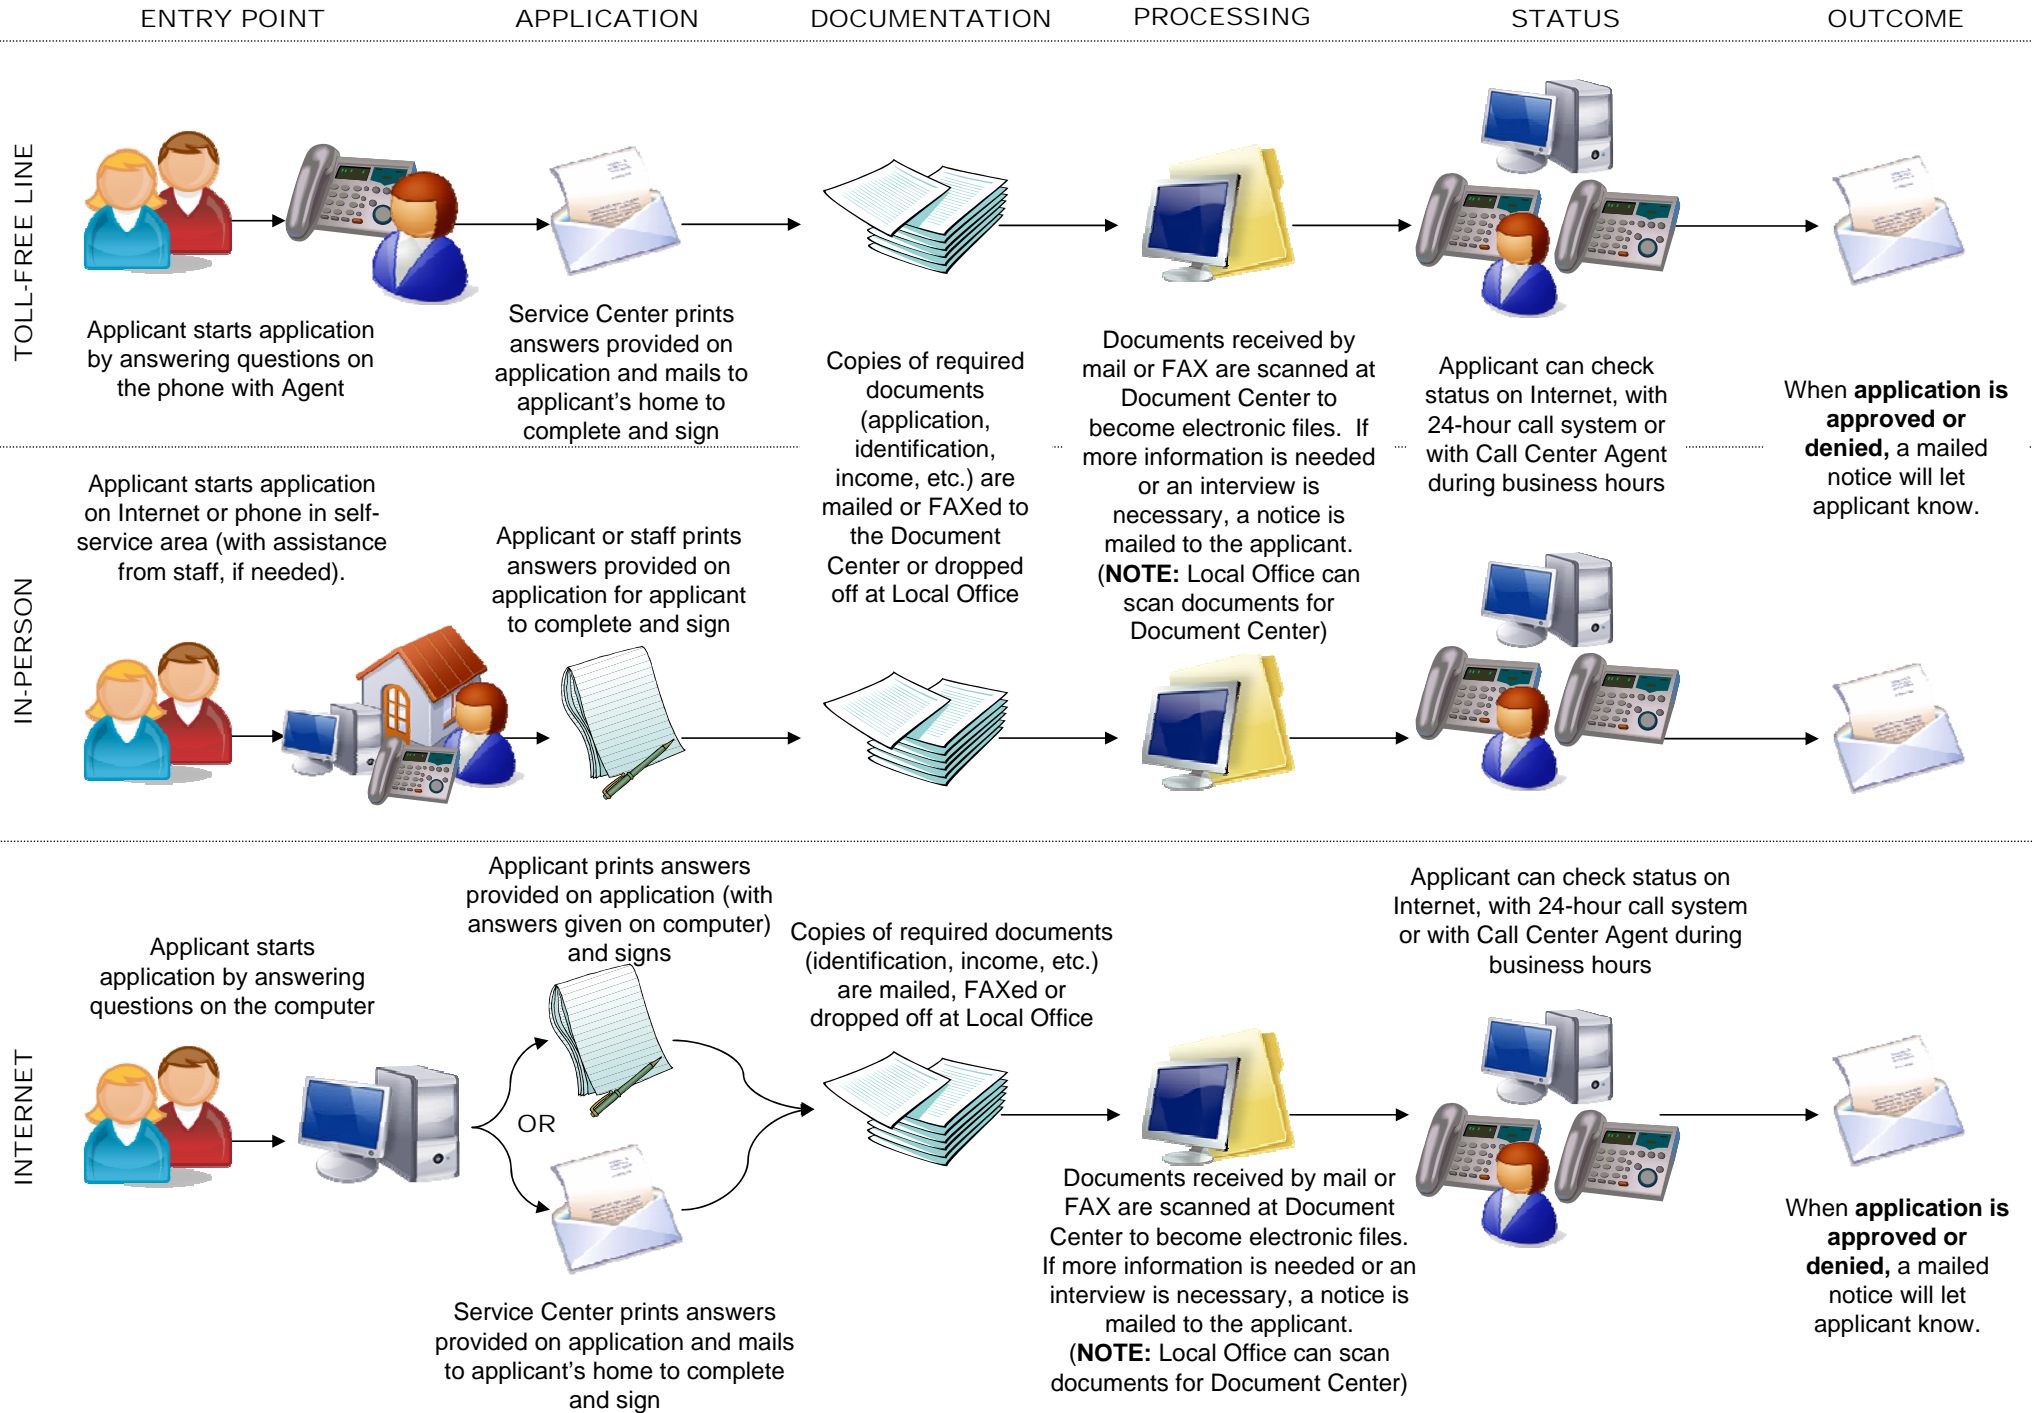 ENTRY POINT
APPLICATION
DOCUMENTATION
PROCESSING
STATUS
OUTCOME
TOLL-FREE LINE
Applicant starts application
by answering questions on
the phone with Agent
Service Center prints
answers provided on
application and mails to
applicant's home to
complete and sign
Copies of required
documents
(application,
identification,
income, etc.) are
mailed or FAXed to
the Document
Center or dropped
off at Local Office
Documents received by
mail or FAX are scanned at
Document Center to
become electronic files.  If
more information is needed
or an interview is
necessary, a notice is
mailed to the applicant.
(NOTE: Local Office can
scan documents for
Document Center)
Applicant can check
status on Internet, with
24-hour call system or
with Call Center Agent
during business hours
When application is
approved or
denied, a mailed
notice will let
applicant know.
IN-PERSON
Applicant starts application
on Internet or phone in self-
service area (with assistance
from staff, if needed).
Applicant or staff prints
answers provided on
application for applicant
to complete and sign
INTERNET
Applicant starts
application by answering
questions on the computer
Applicant prints answers
provided on application (with
answers given on computer)
and signs
OR
Service Center prints answers
provided on application and mails
to applicant's home to complete
and sign
Copies of required documents
(identification, income, etc.)
are mailed, FAXed or
dropped off at Local Office
Documents received by mail or
FAX are scanned at Document
Center to become electronic files.
If more information is needed or an
interview is necessary, a notice is
mailed to the applicant.
(NOTE: Local Office can scan
documents for Document Center)
Applicant can check status on
Internet, with 24-hour call system
or with Call Center Agent during
business hours
When application is
approved or
denied, a mailed
notice will let
applicant know.